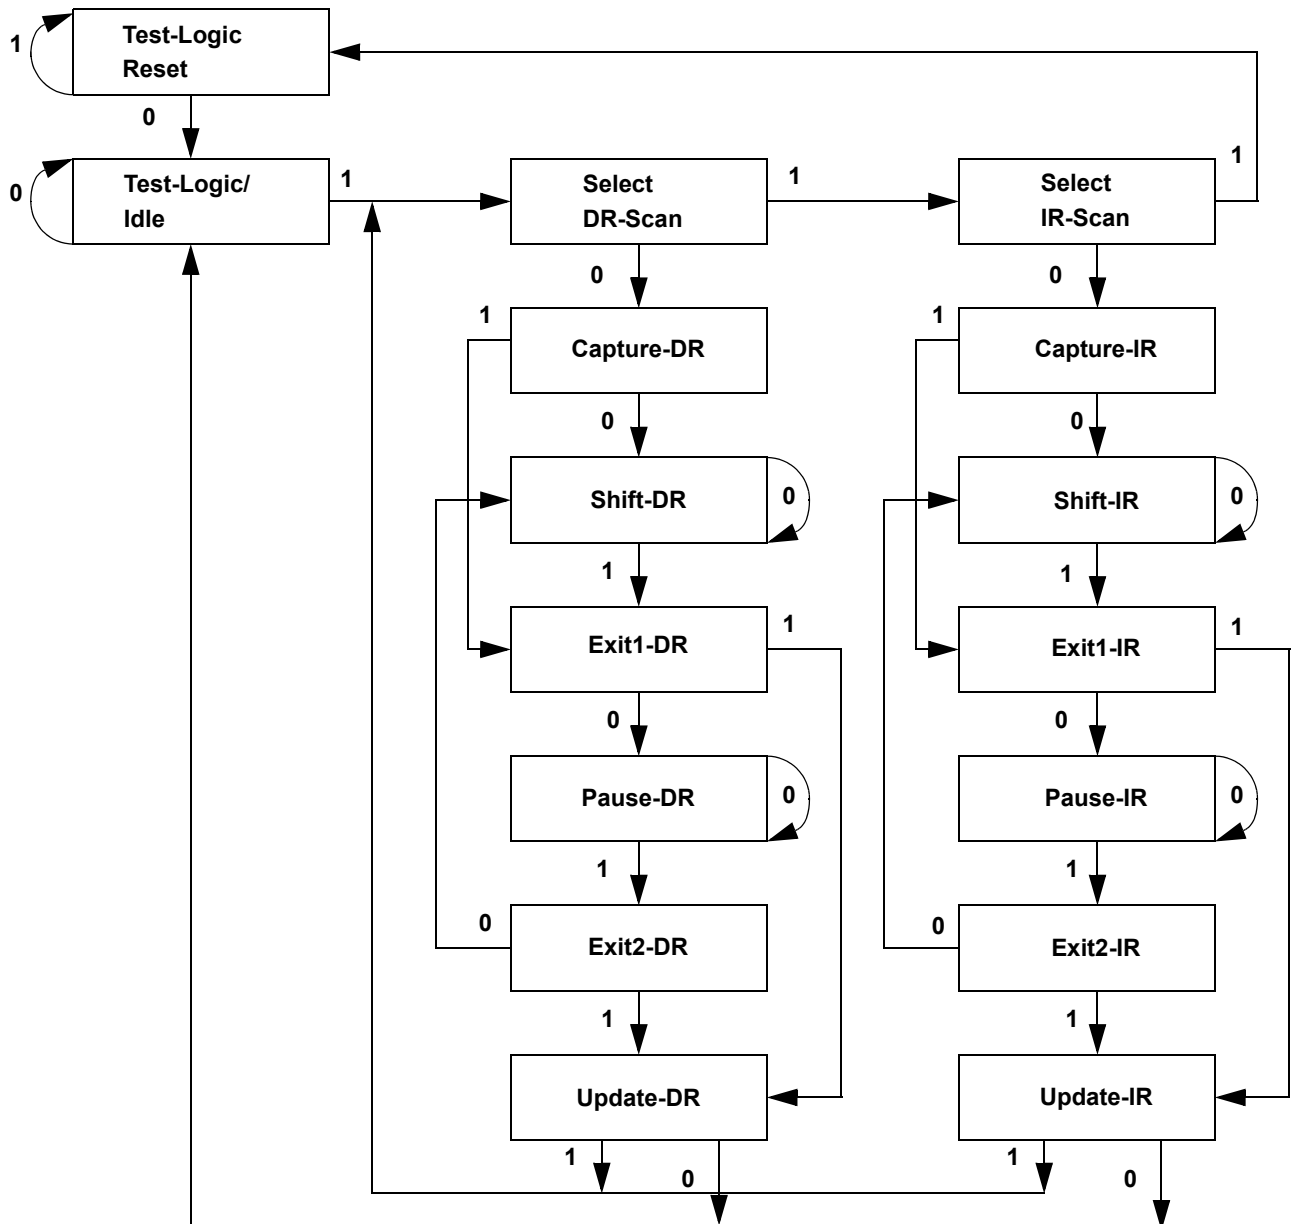 Test-Logic
Reset
1
0
Test-Logic/
Idle
0
1
Select
DR-Scan
1
Select
IR-Scan
1
0
0
1
Capture-DR
1
Capture-IR
0
0
Shift-DR
0
Shift-IR
0
1
1
Exit1-DR
1
Exit1-IR
1
0
0
Pause-DR
0
Pause-IR
0
1
1
0
Exit2-DR
0
Exit2-IR
1
1
Update-DR
Update-IR
1
0
1
0